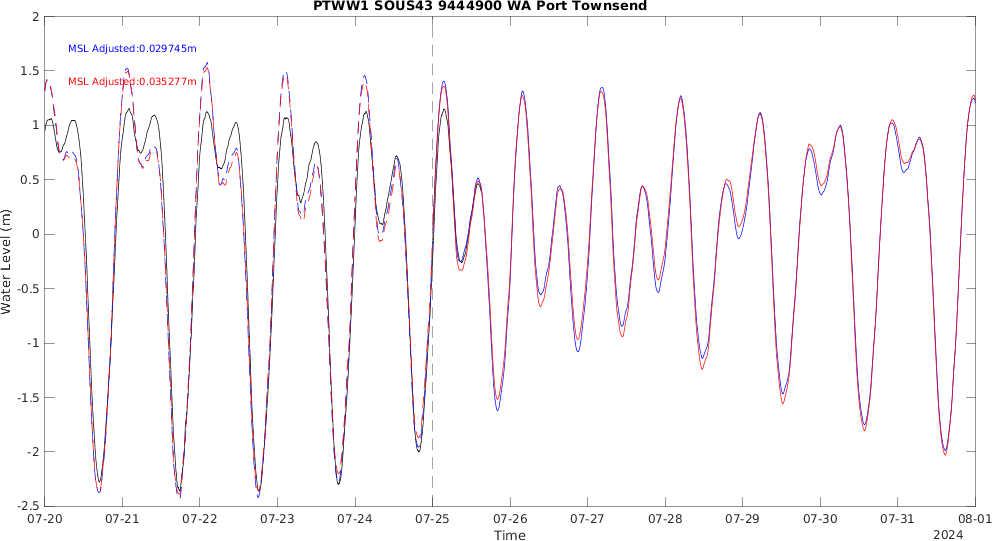 PTWW1 SOUS43 9444900 WA Port Townsend
2
MSL Adjusted:0.029745m
1.5
MSL Adjusted:0.035277m
1
0.5
0
-0.5
-1
-1.5
-2
-2.5
Water Level (m)
07-20 07-21 07-22 07-23 07-24 07-25 07-26 07-27 07-28 07-29 07-30 07-31 08-01
Time
2024